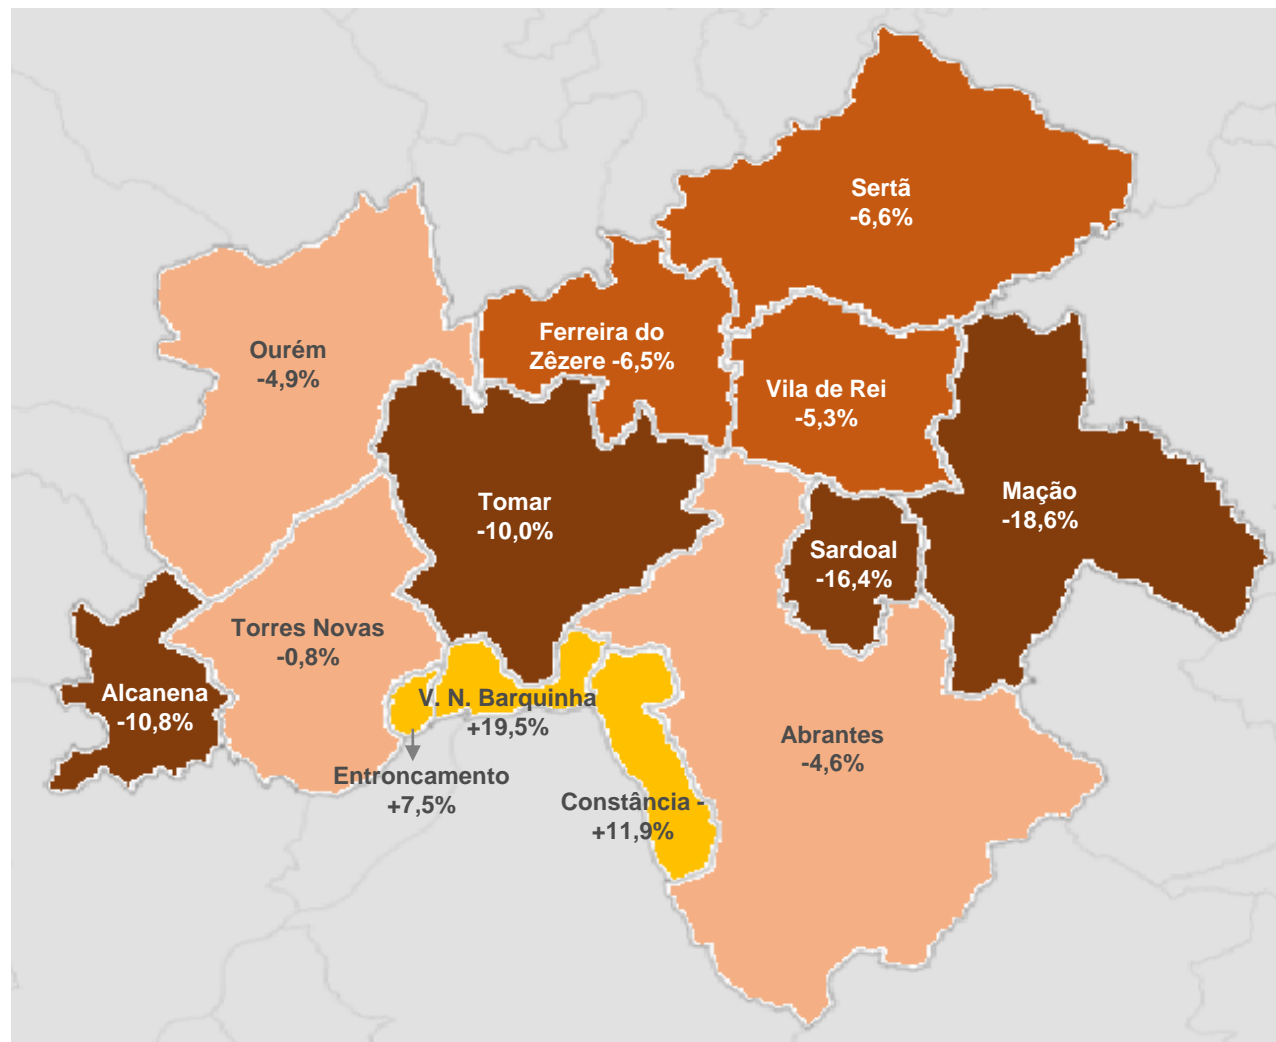 Sertã
-6,6%
Ferreira do
Zêzere -6,5%
Ourém
-4,9%
Vila de Rei
-5,3%
Tomar
-10,0%
Mação
-18,6%
Sardoal
-16,4%
Torres Novas
-0,8%
Alcanena
-10,8%
V. N. Barquinha
+19,5%
Abrantes
-4,6%
Entroncamento
+7,5%
Constância -
+11,9%